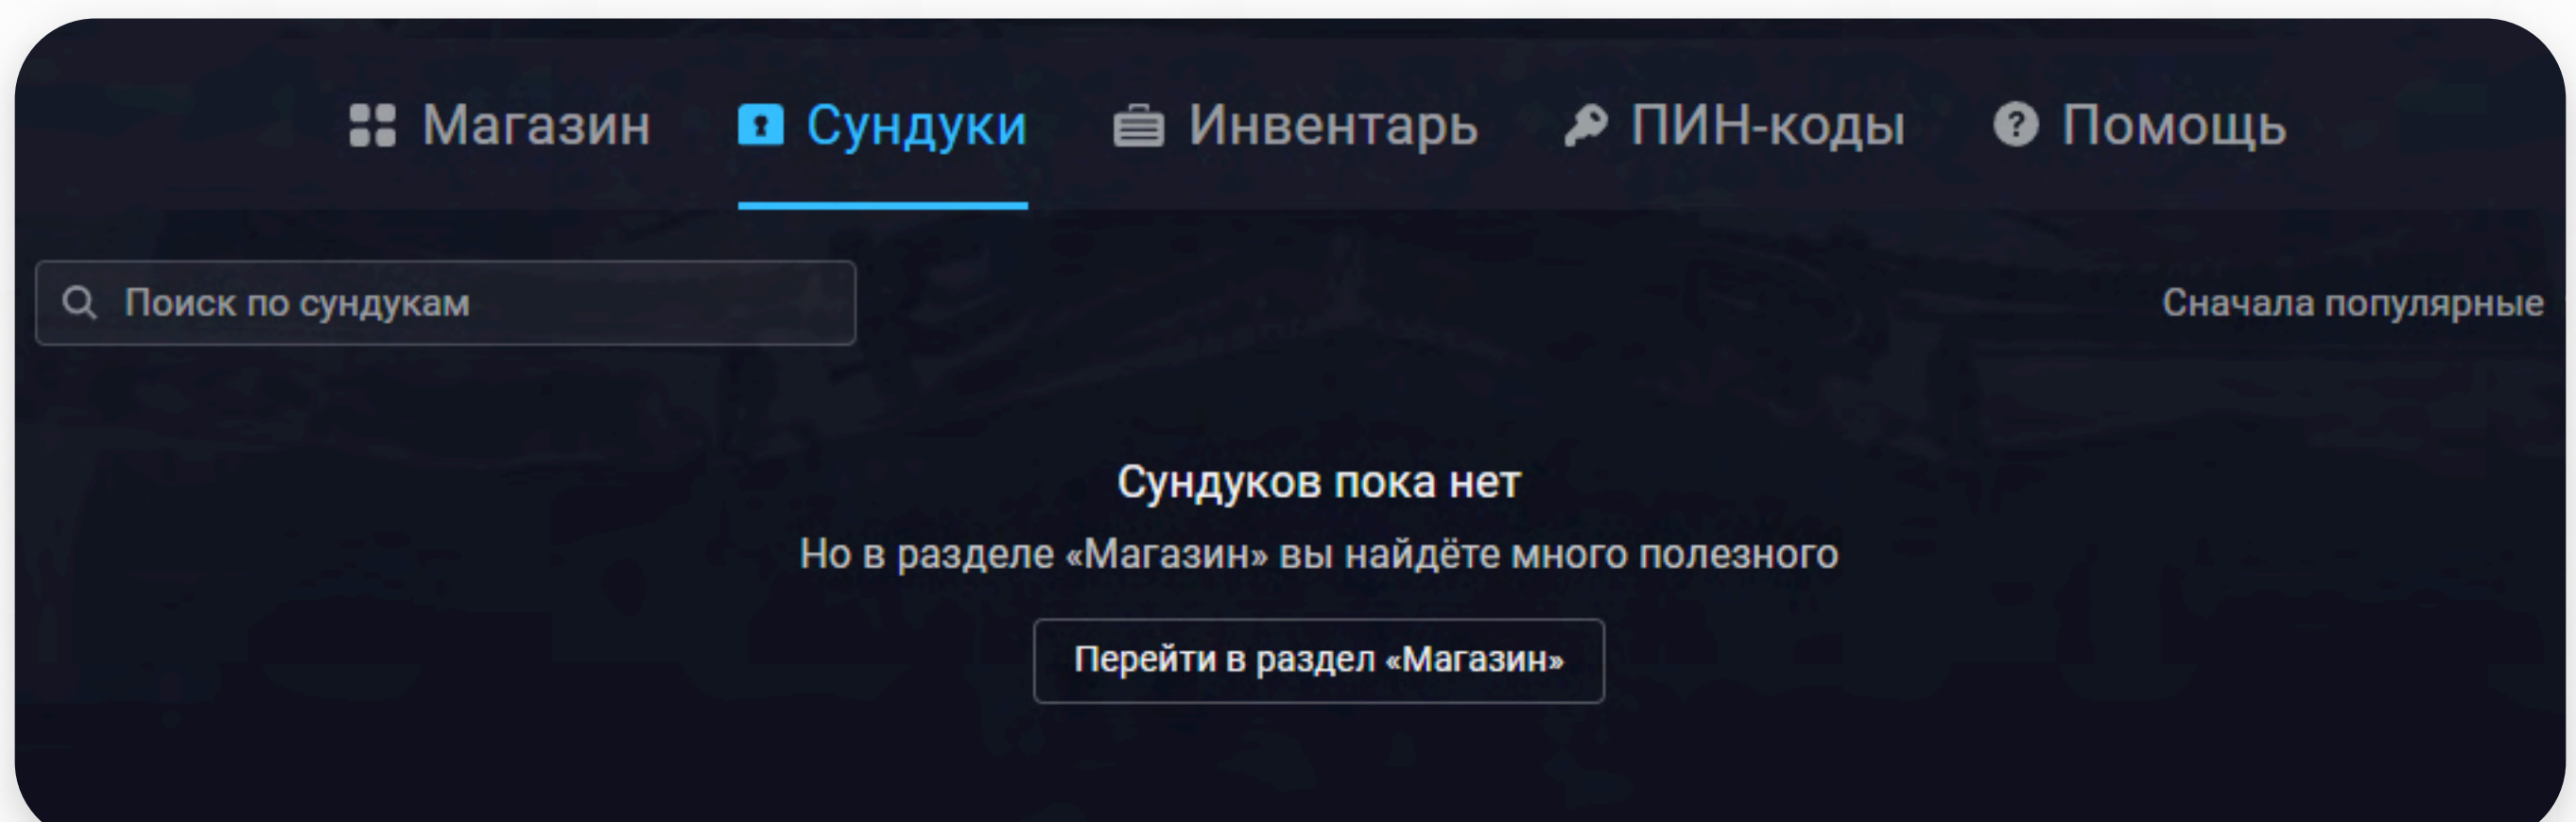 Магазин Сундуки Инвентарь ПИН-коды Помощь
Поиск по сундукам Сначала популярные
Сундуков пока нет
Но в разделе «Магазин» вы найдёте много полезного
Перейти в раздел «Магазин»